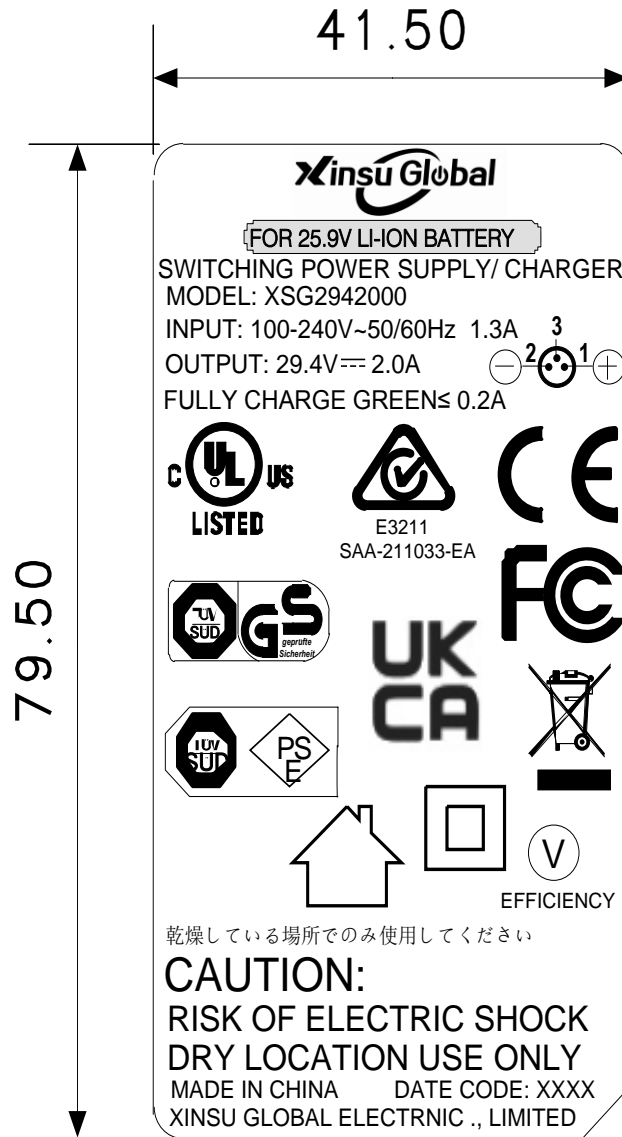 41.50
79.50
Xinsu Global
FOR 25.9V LI-ION BATTERY
SWITCHING POWER SUPPLY/ CHARGER
MODEL: XSG2942000
INPUT: 100-240V~50/60Hz 1.3A
OUTPUT: 29.4V⎓ 2.0A
3
2 1
FULLY CHARGE GREEN≤ 0.2A
C UL US
LISTED
E3211
SAA-211033-EA
CE
FC
TÜV
SÜD
GS
geprüfte
Sicherheit
UK
CA
TÜV
SÜD
PS
E
V
EFFICIENCY
乾燥している場所でのみ使用してください
CAUTION:
RISK OF ELECTRIC SHOCK
DRY LOCATION USE ONLY
MADE IN CHINA DATE CODE: XXXX
XINSU GLOBAL ELECTRNIC ., LIMITED